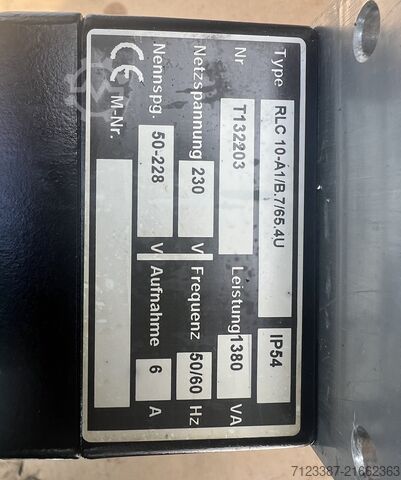 Type RLC 10-A1/B.7/65.4U IP54
Nr T132203 Leistung 1380 VA
Netzspannung 230 V Frequenz 50/60 Hz
Nennspg. 50-228 V Aufnahme 6 A
CE M-Nr.
7123387-21662363